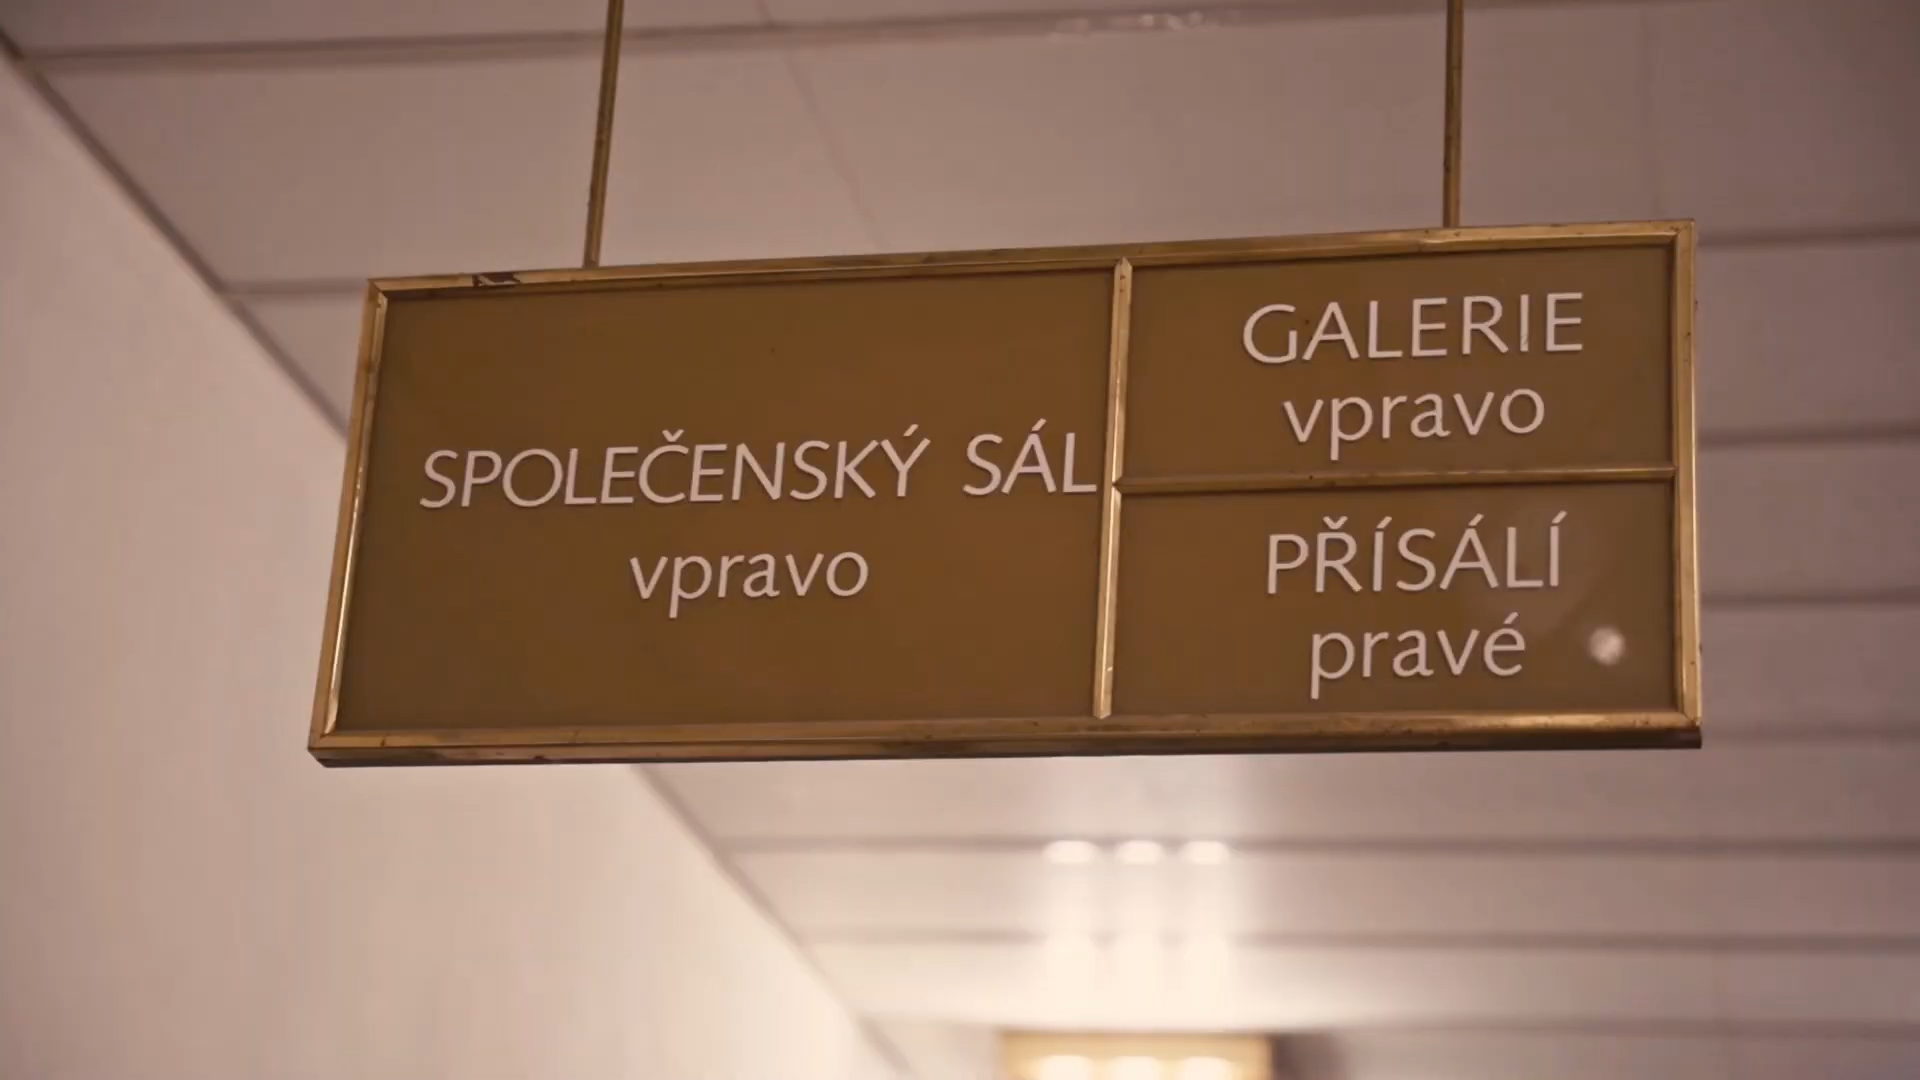 SPOLEČENSKÝ SÁL
vpravo
GALERIE
vpravo
PŘÍSÁLÍ
pravé